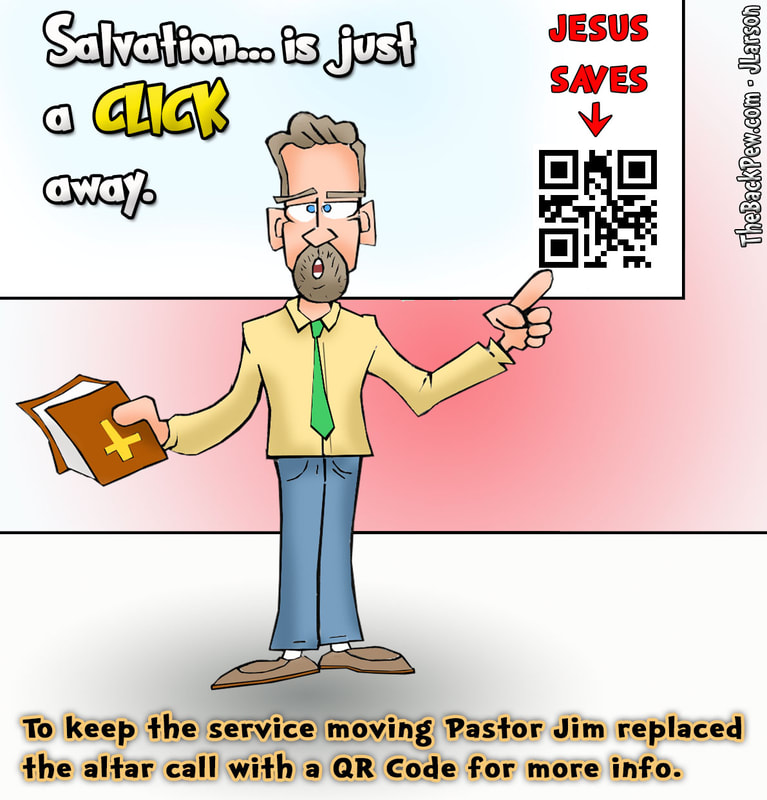 Salvation... is just
a CLICK
away.
JESUS
SAVES
TheBackPew.com - JLarson
To keep the service moving Pastor Jim replaced
the altar call with a QR Code for more info.